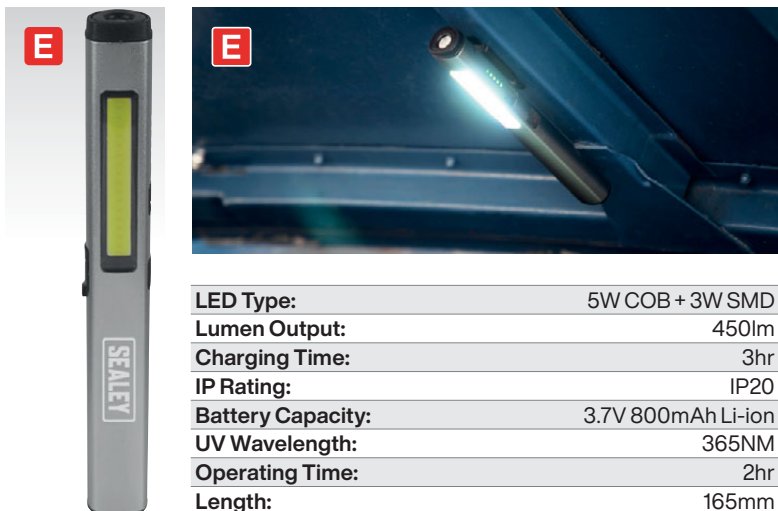 E
E
SEALEY
LED Type: 5W COB + 3W SMD
Lumen Output: 450lm
Charging Time: 3hr
IP Rating: IP20
Battery Capacity: 3.7V 800mAh Li-ion
UV Wavelength: 365NM
Operating Time: 2hr
Length: 165mm